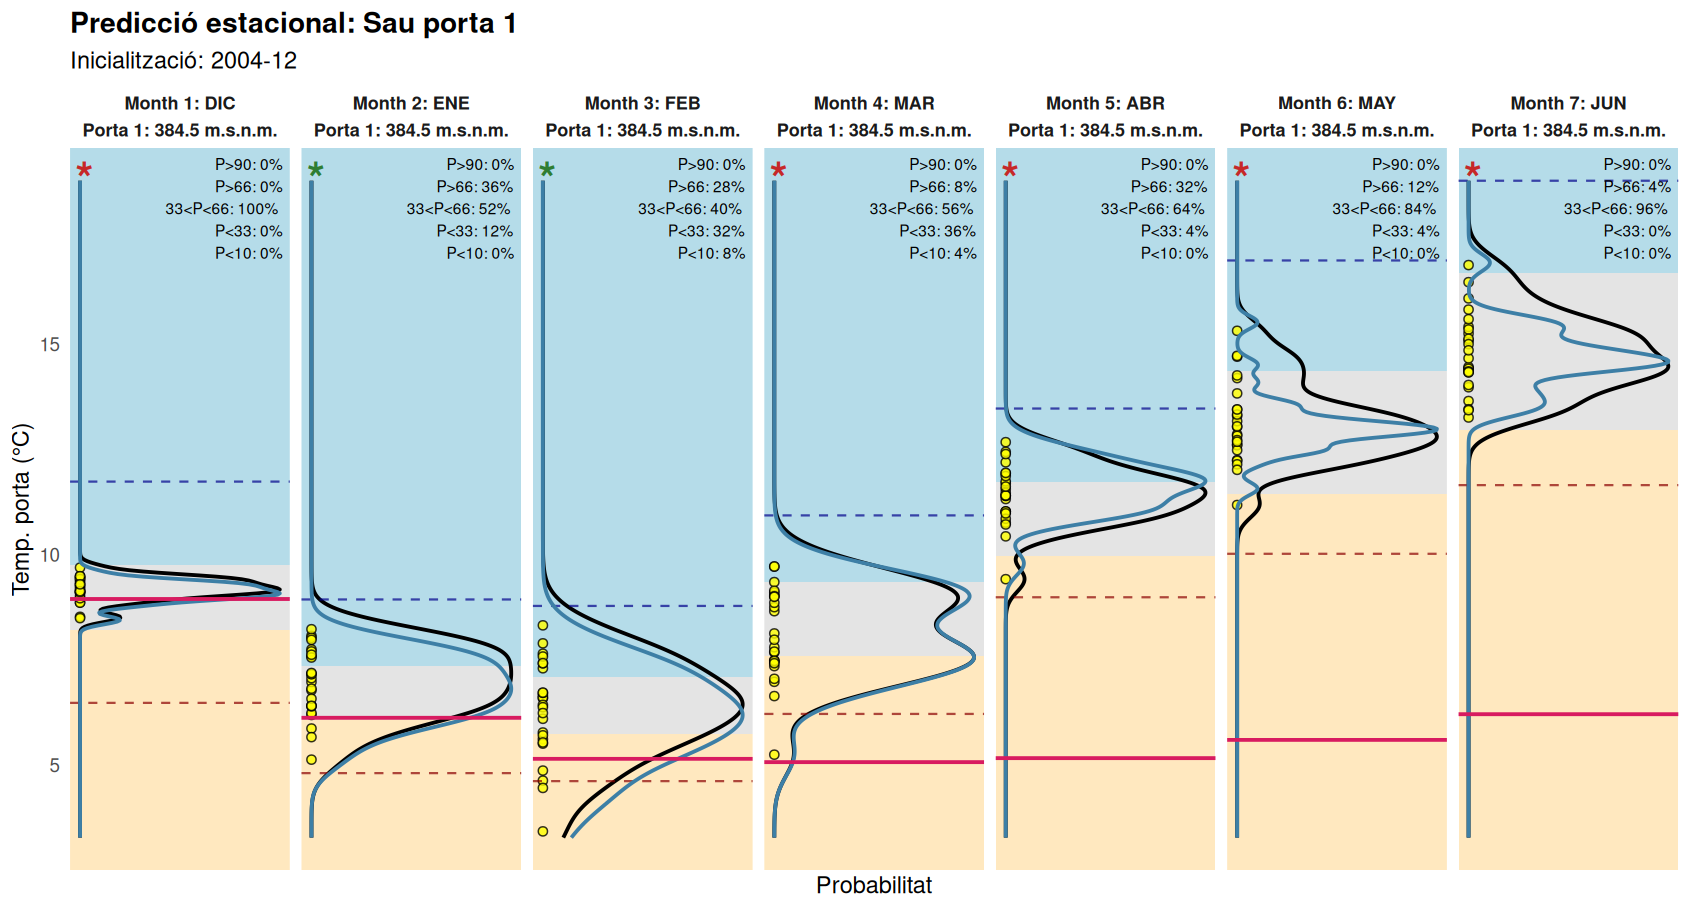 Predicció estacional: Sau porta 1
Inicialització: 2004-12
Month 1: DIC
Porta 1: 384.5 m.s.n.m.
Month 2: ENE
Porta 1: 384.5 m.s.n.m.
Month 3: FEB
Porta 1: 384.5 m.s.n.m.
Month 4: MAR
Porta 1: 384.5 m.s.n.m.
Month 5: ABR
Porta 1: 384.5 m.s.n.m.
Month 6: MAY
Porta 1: 384.5 m.s.n.m.
Month 7: JUN
Porta 1: 384.5 m.s.n.m.
*
P>90: 0%
P>66: 0%
33<P<66: 100%
P<33: 0%
P<10: 0%
*
P>90: 0%
P>66: 36%
33<P<66: 52%
P<33: 12%
P<10: 0%
*
P>90: 0%
P>66: 28%
33<P<66: 40%
P<33: 32%
P<10: 8%
*
P>90: 0%
P>66: 8%
33<P<66: 56%
P<33: 36%
P<10: 4%
*
P>90: 0%
P>66: 32%
33<P<66: 64%
P<33: 4%
P<10: 0%
*
P>90: 0%
P>66: 12%
33<P<66: 84%
P<33: 4%
P<10: 0%
*
P>90: 0%
P>66: 4%
33<P<66: 96%
P<33: 0%
P<10: 0%
Temp. porta (°C)
15
10
5
Probabilitat